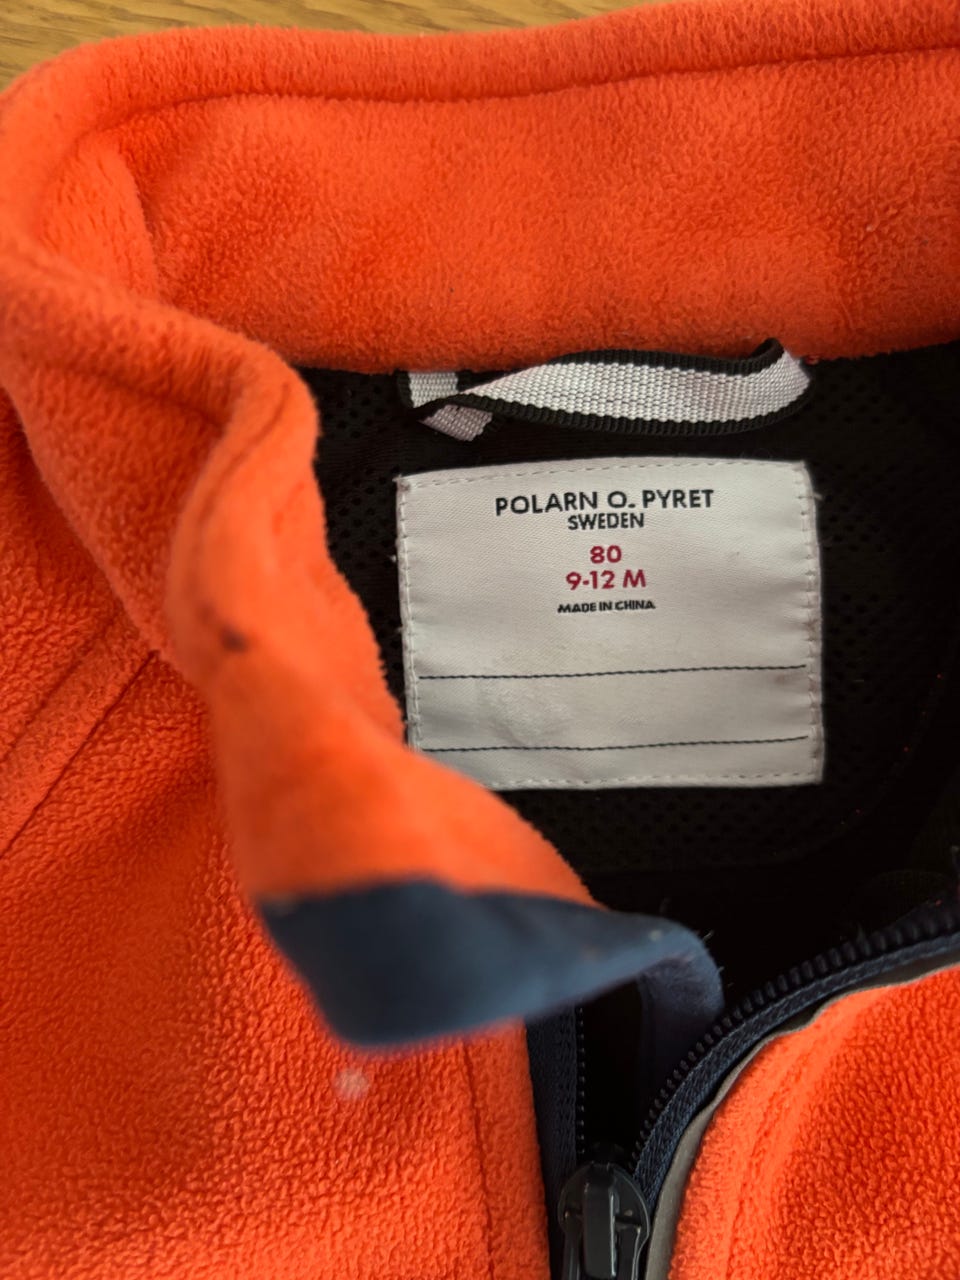 POLARN O. PYRET
SWEDEN
80
9-12 M
MADE IN CHINA